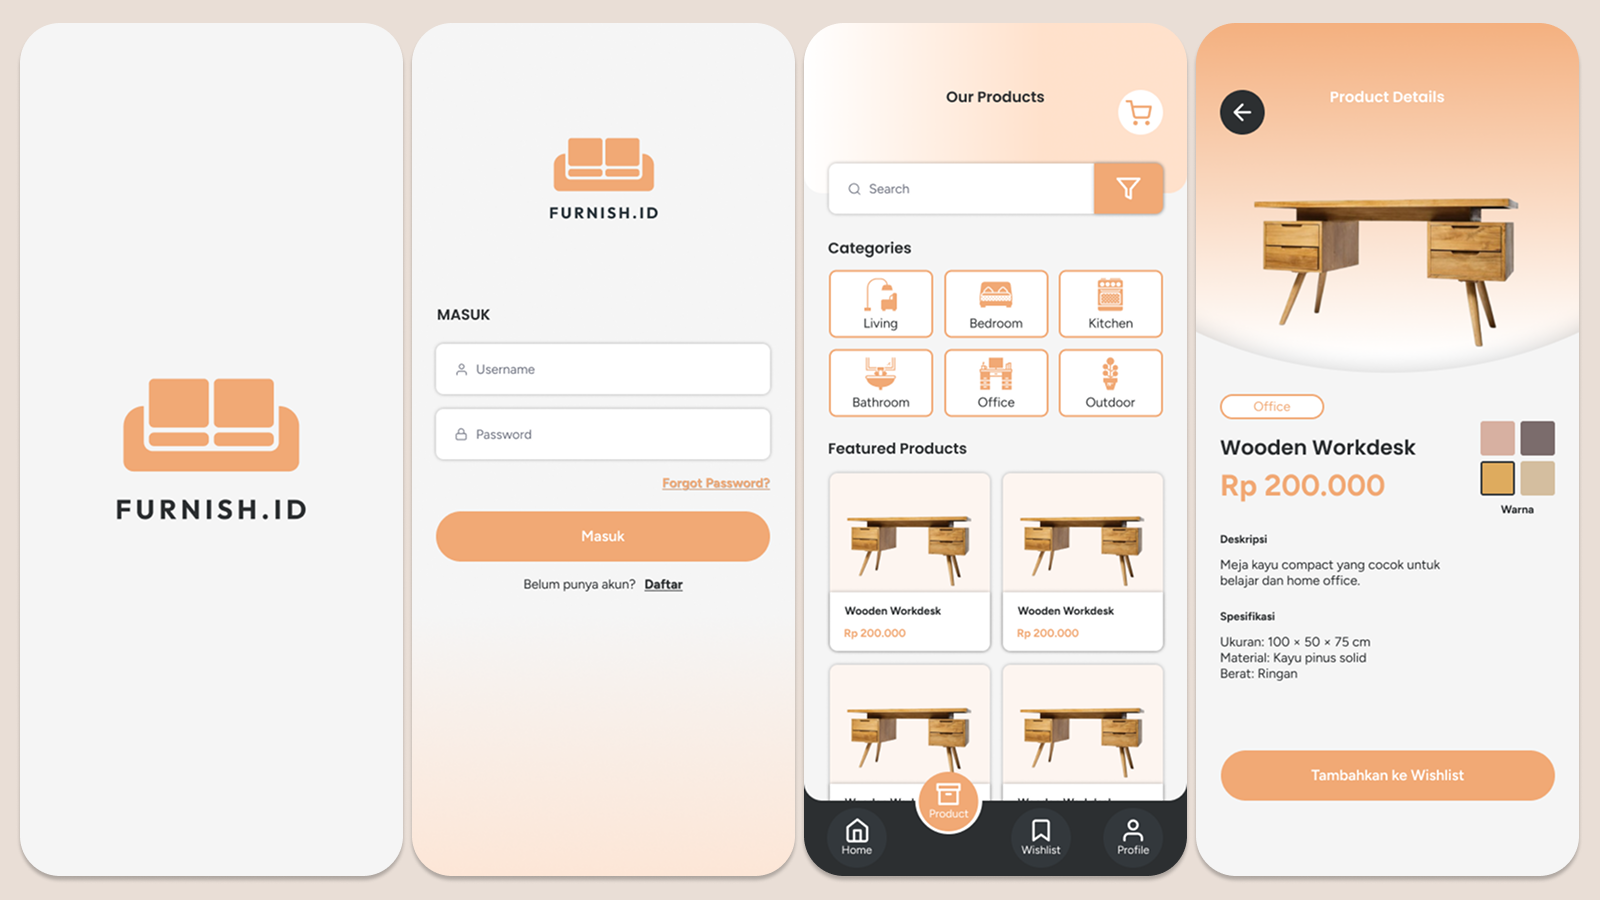 FURNISH.ID
FURNISH.ID
MASUK
Username
Password
Forgot Password?
Masuk
Belum punya akun? Daftar
Our Products
Search
Categories
Living
Bedroom
Kitchen
Bathroom
Office
Outdoor
Featured Products
Wooden Workdesk
Rp 200.000
Wooden Workdesk
Rp 200.000
Product
Home
Wishlist
Profile
Product Details
Office
Wooden Workdesk
Rp 200.000
Warna
Deskripsi
Meja kayu compact yang cocok untuk
belajar dan home office.
Spesifikasi
Ukuran: 100 × 50 × 75 cm
Material: Kayu pinus solid
Berat: Ringan
Tambahkan ke Wishlist